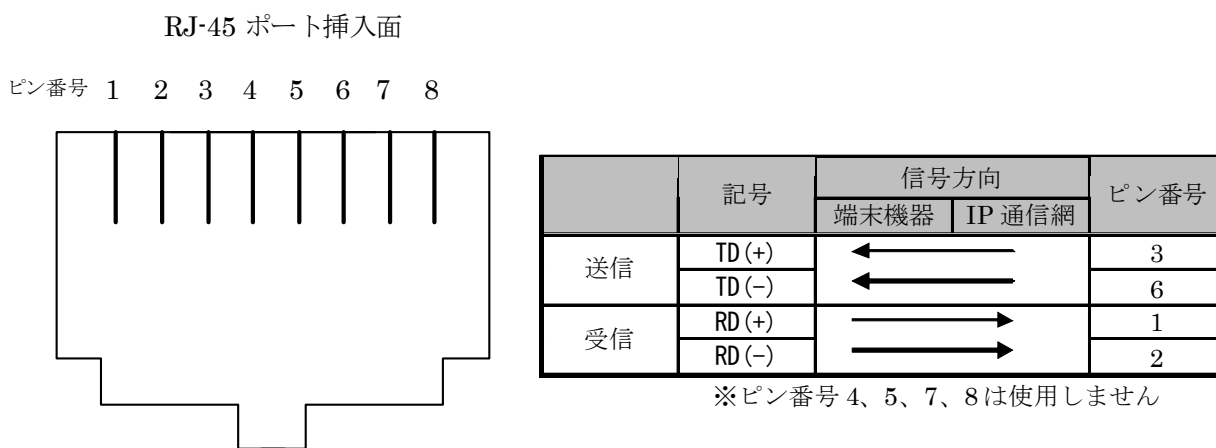 RJ-45 ポート挿入面
ピン番号 1 2 3 4 5 6 7 8
記号 信号方向 ピン番号
端末機器 IP 通信網
送信 TD(+) 3
TD(-) 6
受信 RD(+) 1
RD(-) 2
※ピン番号 4、5、7、8は使用しません